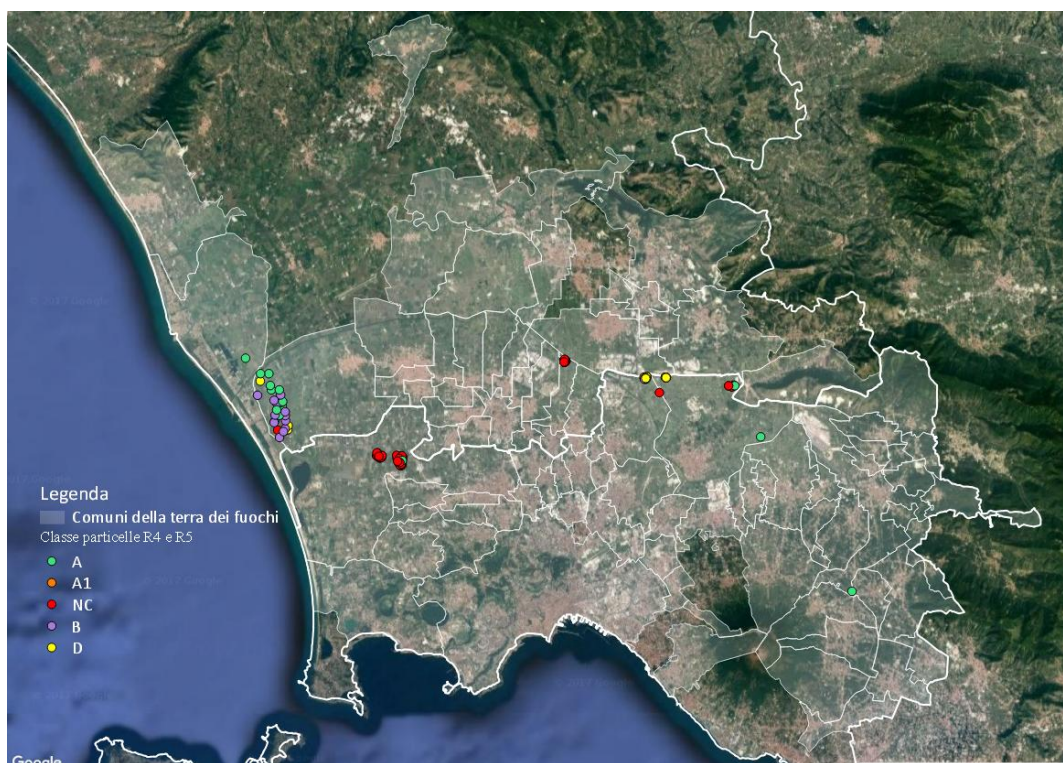 Legenda
Comuni della terra dei fuochi
Classe particelle R4 e R5
A
A1
NC
B
D
Google